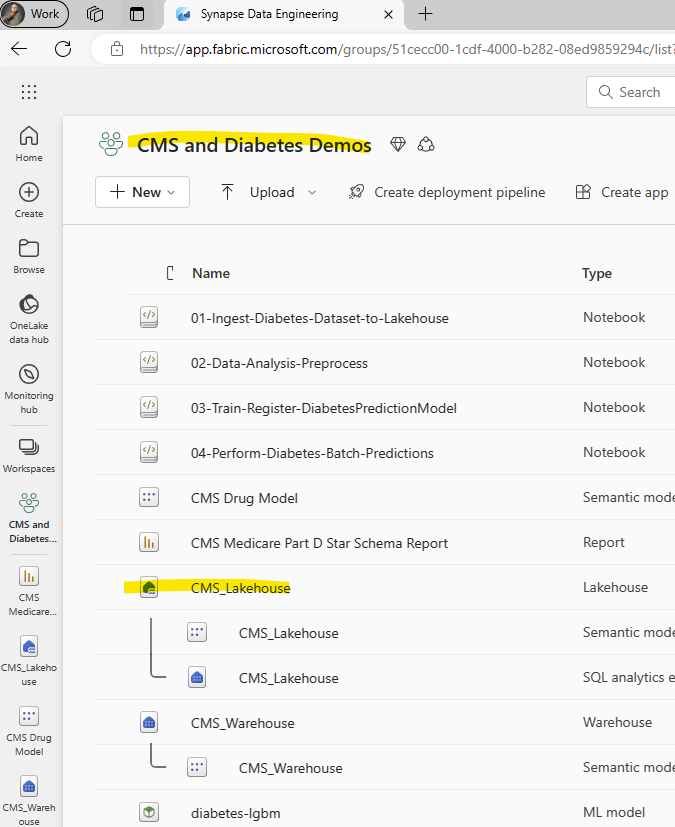 Work
Synapse Data Engineering
https://app.fabric.microsoft.com/groups/51cecc00-1cdf-4000-b282-08ed9859294c/list?
Search
Home
Create
Browse
OneLake
data hub
Monitoring
hub
Workspaces
CMS and
Diabetes...
CMS
Medicare...
CMS_Lakeho
use
CMS Drug
Model
CMS_Wareh
ouse
CMS and Diabetes Demos
New
Upload
Create deployment pipeline
Create app
Name Type
01-Ingest-Diabetes-Dataset-to-Lakehouse Notebook
02-Data-Analysis-Preprocess Notebook
03-Train-Register-DiabetesPredictionModel Notebook
04-Perform-Diabetes-Batch-Predictions Notebook
CMS Drug Model Semantic mode
CMS Medicare Part D Star Schema Report Report
CMS_Lakehouse Lakehouse
CMS_Lakehouse Semantic mode
CMS_Lakehouse SQL analytics e
CMS_Warehouse Warehouse
CMS_Warehouse Semantic mode
diabetes-lgbm ML model